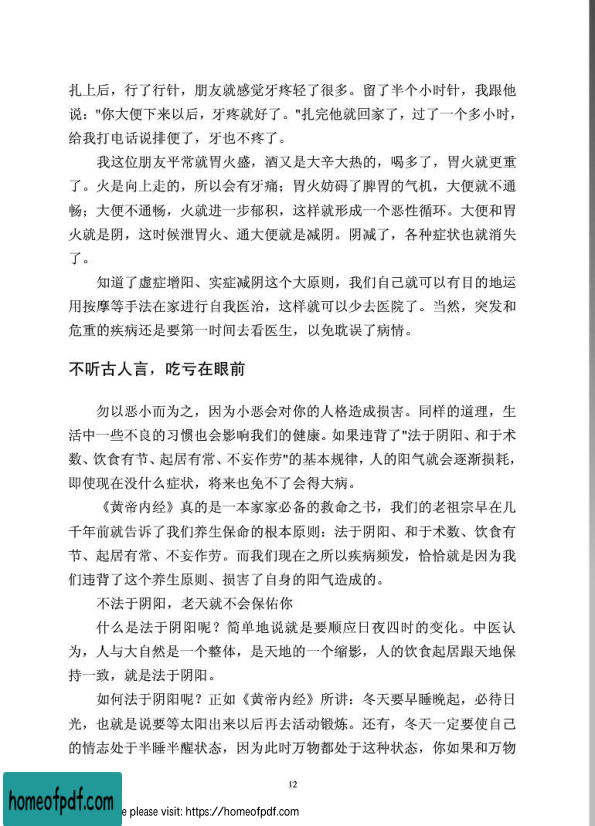 扎上后，行了行针，朋友就感觉牙疼轻了很多。留了半个小时针，我跟他
说："你大便下来以后，牙疼就好了。"扎完他就回家了，过了一个多小时，
给我打电话说排便了，牙也不疼了。
我这位朋友平常就胃火盛，酒又是大辛大热的，喝多了，胃火就更重
了。火是向上走的，所以会有牙痛；胃火妨碍了脾胃的气机，大便就不通
畅；大便不通畅，火就进一步郁积，这样就形成一个恶性循环。大便和胃
火就是阴，这时候泄胃火、通大便就是减阴。阴减了，各种症状也就消失
了。
知道了虚症增阳、实症减阴这个大原则，我们自己就可以有目的地运
用按摩等手法在家进行自我医治，这样就可以少去医院了。当然，突发和
危重的疾病还是要第一时间去看医生，以免耽误了病情。
不听古人言，吃亏在眼前
勿以恶小而为之，因为小恶会对你的人格造成损害。同样的道理，生
活中一些不良的习惯也会影响我们的健康。如果违背了"法于阴阳、和于术
数、饮食有节、起居有常、不妄作劳"的基本规律，人的阳气就会逐渐损耗，
即使现在没什么症状，将来也免不了会得大病。
《黄帝内经》真的是一本家家必备的救命之书，我们的老祖宗早在几
千年前就告诉了我们养生保命的根本原则：法于阴阳、和于术数、饮食有
节、起居有常、不妄作劳。而我们现在之所以疾病频发，恰恰就是因为我
们违背了这个养生原则、损害了自身的阳气造成的。
不法于阴阳，老天就不会保佑你
什么是法于阴阳呢？简单地说就是要顺应日夜四时的变化。中医认
为，人与大自然是一个整体，是天地的一个缩影，人的饮食起居跟天地保
持一致，就是法于阴阳。
如何法于阴阳呢？正如《黄帝内经》所讲：冬天要早睡晚起，必待日
光，也就是说要等太阳出来以后再去活动锻炼。还有，冬天一定要使自己
的情志处于半睡半醒状态，因为此时万物都处于这种状态，你如果和万物
12
homeofpdf.com
e please visit: https://homeofpdf.com